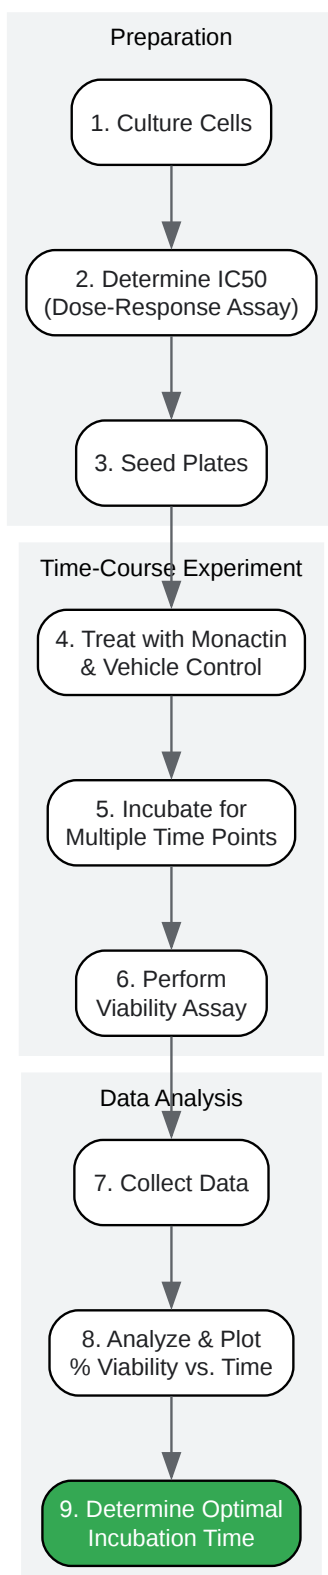 Preparation
1. Culture Cells
2. Determine IC50
(Dose-Response Assay)
3. Seed Plates
Time-Course Experiment
4. Treat with Monactin
& Vehicle Control
5. Incubate for
Multiple Time Points
6. Perform
Viability Assay
Data Analysis
7. Collect Data
8. Analyze & Plot
% Viability vs. Time
9. Determine Optimal
Incubation Time